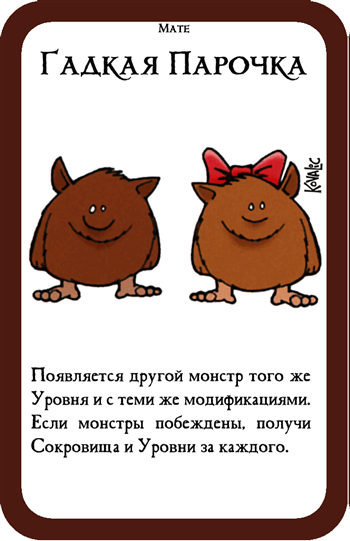 Mate
Гадкая Парочка
Kovalic
Появляется другой монстр того же
Уровня и с теми же модификациями.
Если монстры побеждены, получи
Сокровища и Уровни за каждого.